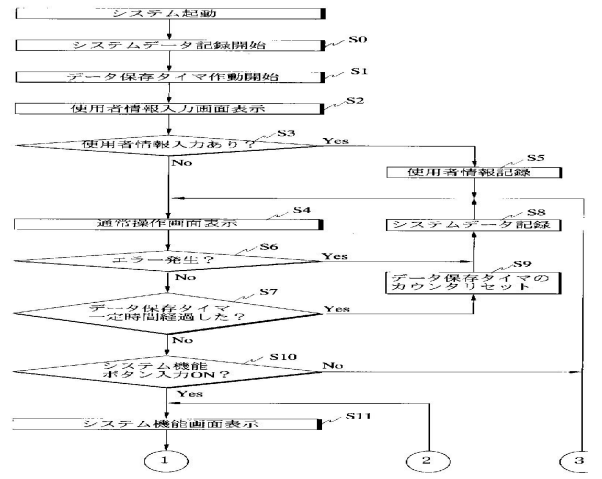 システム起動
システムデータ記録開始 S0
データ保存タイマ作動開始 S1
使用者情報入力画面表示 S2
使用者情報入力あり？ S3 Yes
No
使用者情報記録 S5
通常操作画面表示 S4
システムデータ記録 S8
エラー発生？ S6 Yes
No
データ保存タイマの
カウンタリセット S9
データ保存タイマ S7
一定時間経過した？ Yes
No
システム機能 S10
ボタン入力ON？ No
Yes
システム機能画面表示 S11
1 2 3